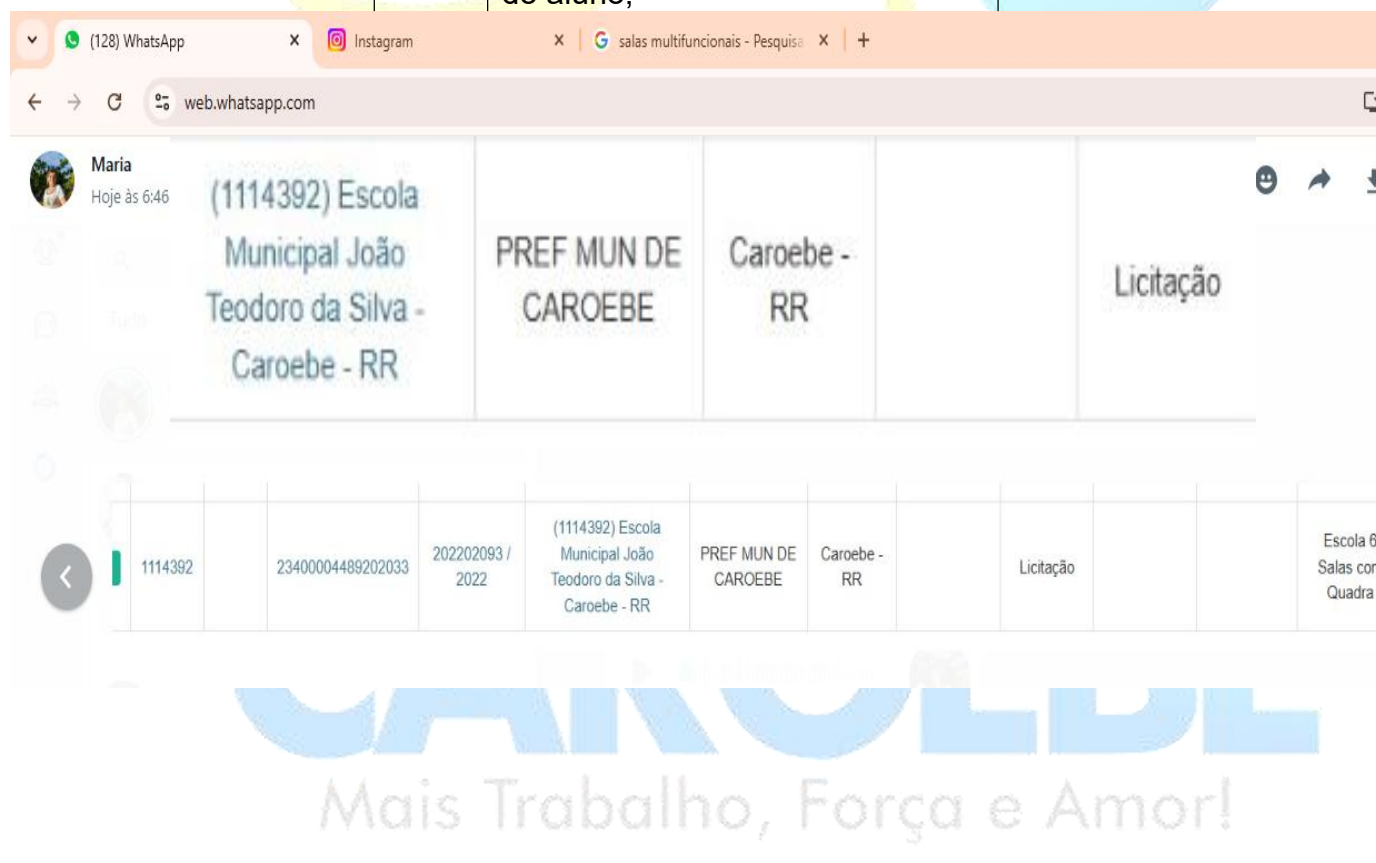 do aluno,
(128) WhatsApp
Instagram
salas multifuncionais - Pesquisa
web.whatsapp.com
Maria
Hoje às 6:46
(1114392) Escola
Municipal João
Teodoro da Silva -
Caroebe - RR
PREF MUN DE
CAROEBE
Caroebe -
RR
Licitação
1114392
23400004489202033
202202093 /
2022
(1114392) Escola
Municipal João
Teodoro da Silva -
Caroebe - RR
PREF MUN DE
CAROEBE
Caroebe -
RR
Licitação
Escola 6
Salas com
Quadra
CAROEBE
Mais Trabalho, Força e Amor!